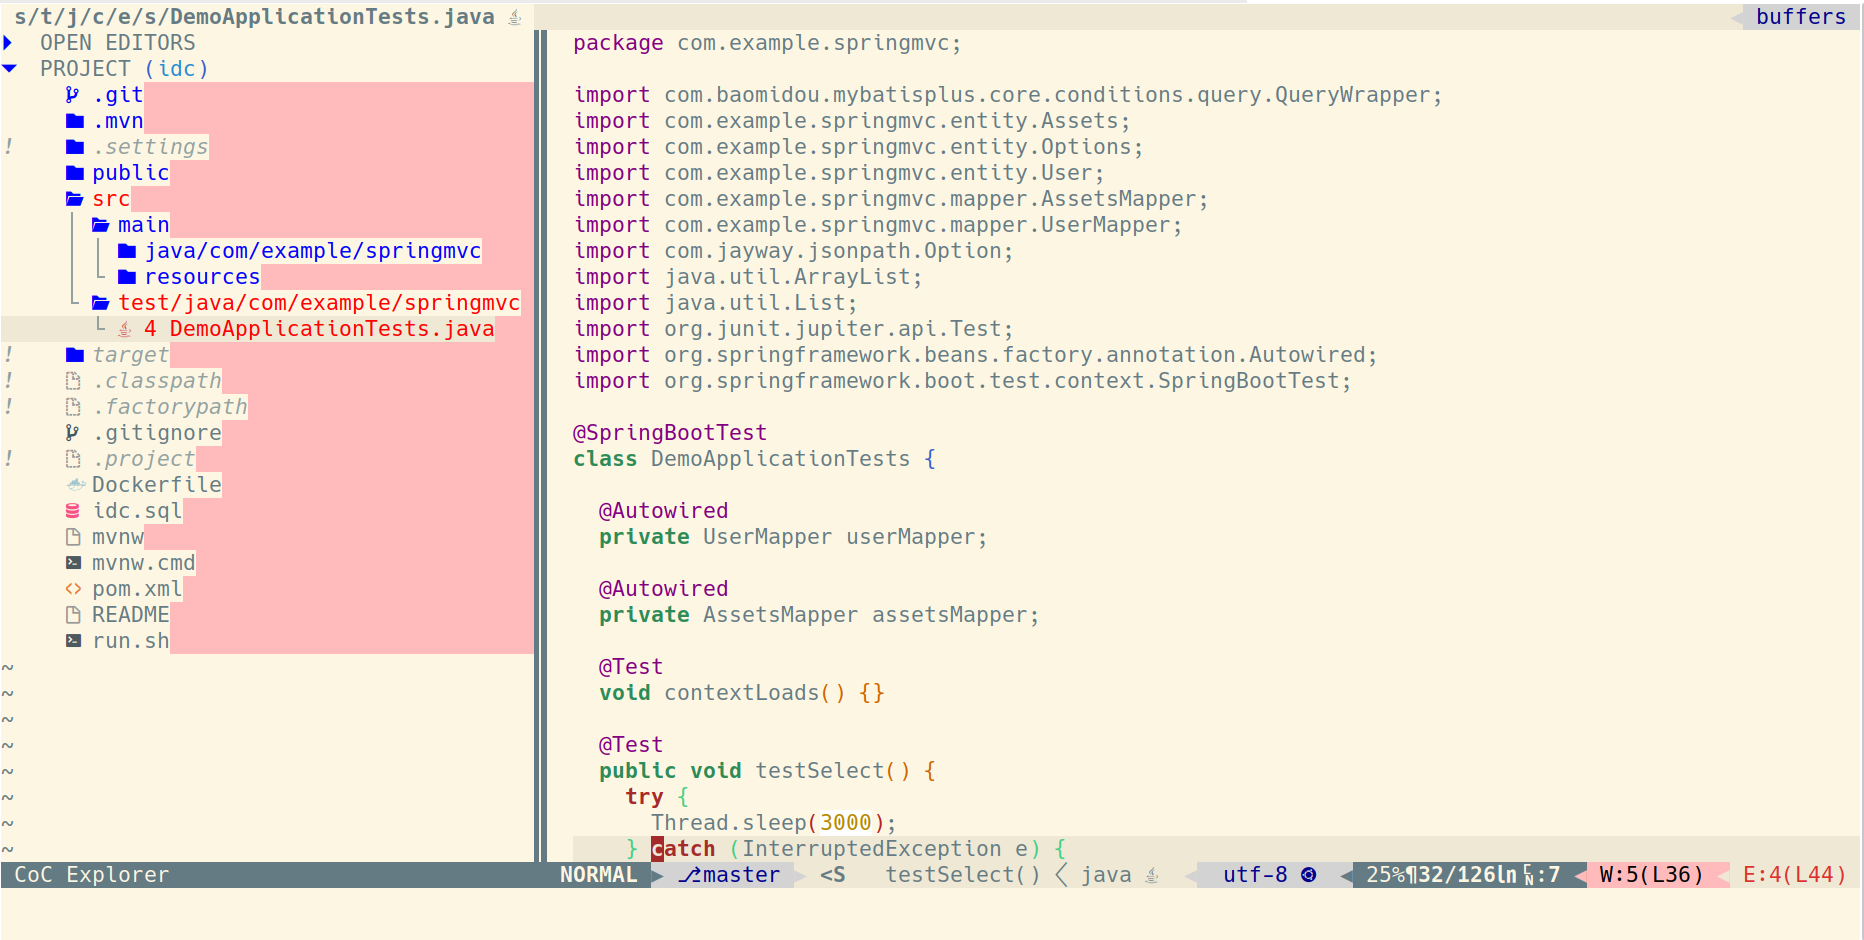 s/t/j/c/e/s/DemoApplicationTests.java
buffers
OPEN EDITORS
PROJECT (idc)
.git
.mvn
! .settings
public
src
main
java/com/example/springmvc
resources
test/java/com/example/springmvc
4 DemoApplicationTests.java
! target
! .classpath
! .factorypath
.gitignore
! .project
Dockerfile
idc.sql
mvnw
mvnw.cmd
pom.xml
README
run.sh
~
~
~
~
~
~
~
~
package com.example.springmvc;
import com.baomidou.mybatisplus.core.conditions.query.QueryWrapper;
import com.example.springmvc.entity.Assets;
import com.example.springmvc.entity.Options;
import com.example.springmvc.entity.User;
import com.example.springmvc.mapper.AssetsMapper;
import com.example.springmvc.mapper.UserMapper;
import com.jayway.jsonpath.Option;
import java.util.ArrayList;
import java.util.List;
import org.junit.jupiter.api.Test;
import org.springframework.beans.factory.annotation.Autowired;
import org.springframework.boot.test.context.SpringBootTest;
@SpringBootTest
class DemoApplicationTests {
@Autowired
private UserMapper userMapper;
@Autowired
private AssetsMapper assetsMapper;
@Test
void contextLoads() {}
@Test
public void testSelect() {
try {
Thread.sleep(3000);
} catch (InterruptedException e) {
CoC Explorer
NORMAL master <S testSelect() java utf-8 25%¶32/126㏑:7 W:5(L36) E:4(L44)